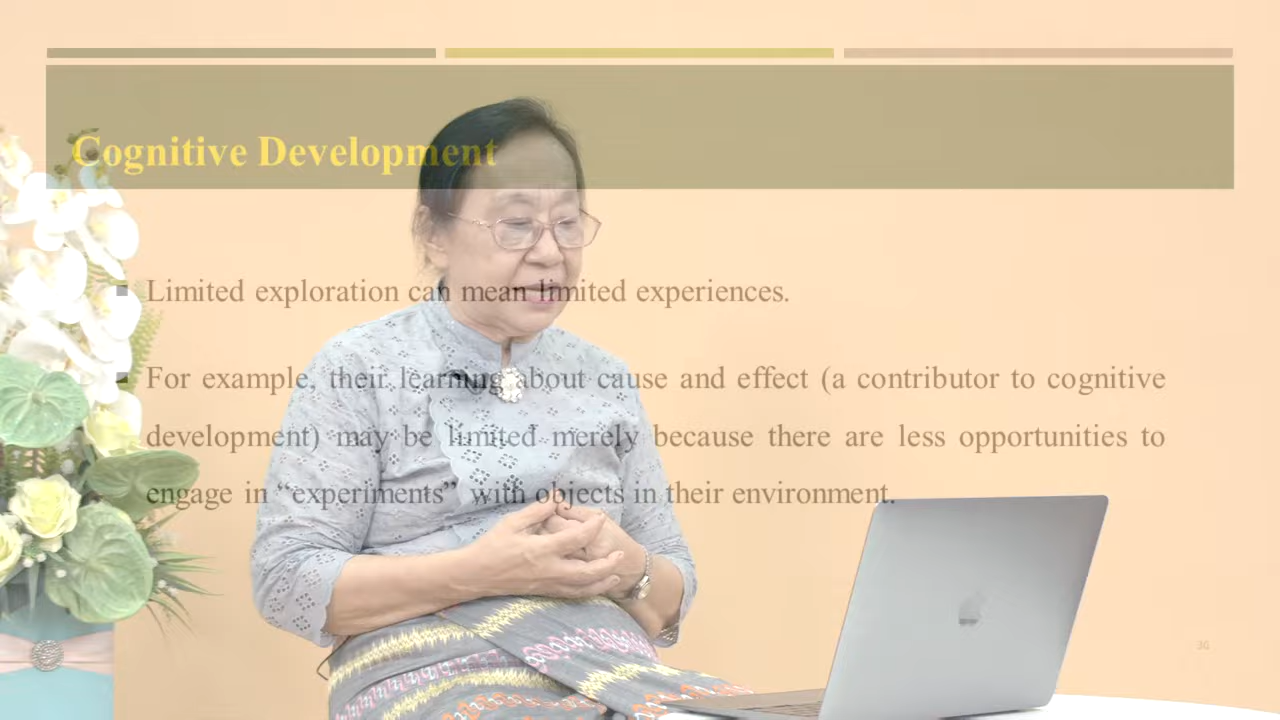 Cognitive Development
Limited exploration can mean limited experiences.
For example, their learning about cause and effect (a contributor to cognitive
development) may be limited merely because there are less opportunities to
engage in “experiments” with objects in their environment.
36